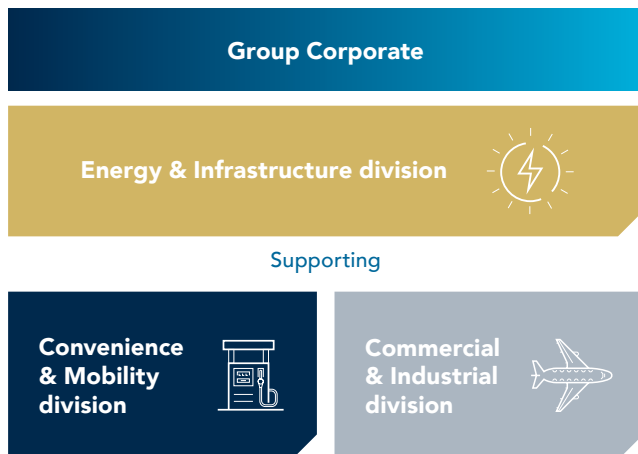 Group Corporate
Energy & Infrastructure division
Supporting
Convenience
& Mobility
division
Commercial
& Industrial
division